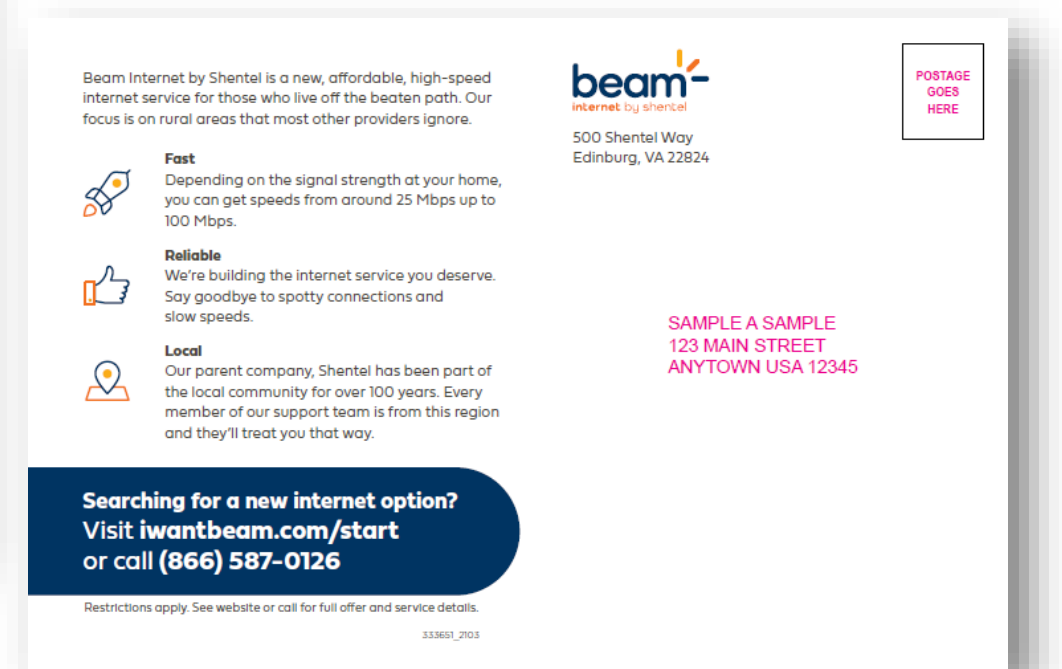 Beam Internet by Shentel is a new, affordable, high-speed
internet service for those who live off the beaten path. Our
focus is on rural areas that most other providers ignore.
Fast
Depending on the signal strength at your home,
you can get speeds from around 25 Mbps up to
100 Mbps.
Reliable
We're building the internet service you deserve.
Say goodbye to spotty connections and
slow speeds.
Local
Our parent company, Shentel has been part of
the local community for over 100 years. Every
member of our support team is from this region
and they'll treat you that way.
Searching for a new internet option?
Visit iwantbeam.com/start
or call (866) 587-0126
Restrictions apply. See website or call for full offer and service details.
333651_2103
beam
internet by shentel
500 Shentel Way
Edinburg, VA 22824
POSTAGE
GOES
HERE
SAMPLE A SAMPLE
123 MAIN STREET
ANYTOWN USA 12345